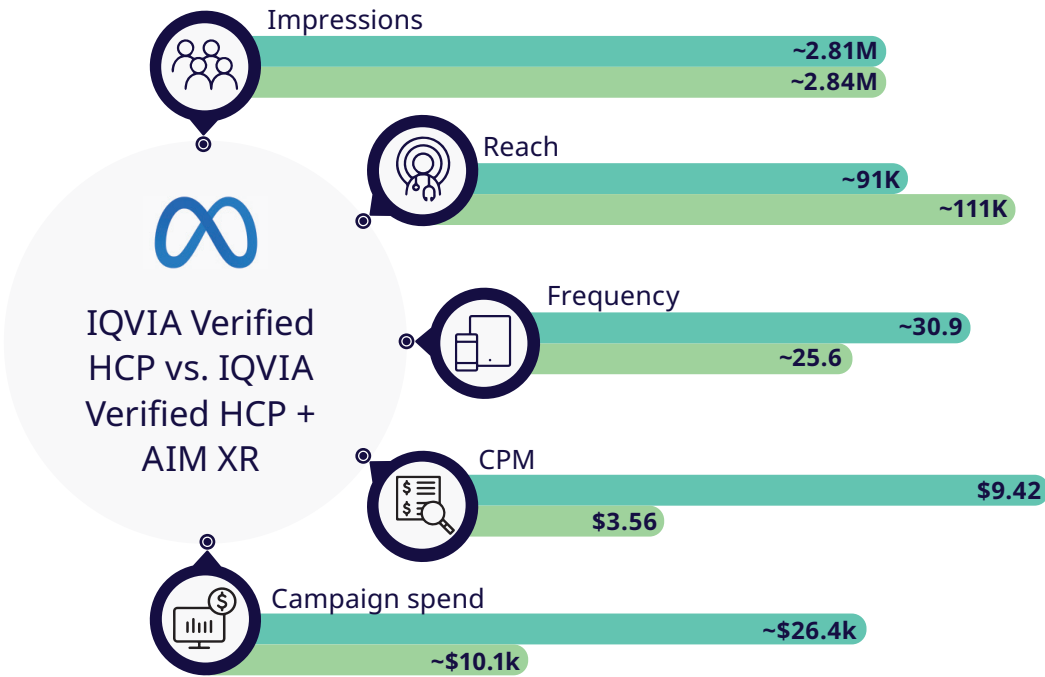 Impressions
~2.81M
~2.84M
Reach
~91K
~111K
IQVIA Verified
HCP vs. IQVIA
Verified HCP +
AIM XR
Frequency
~30.9
~25.6
CPM
$9.42
$ $
$3.56
Campaign spend
$
~$26.4k
~$10.1k